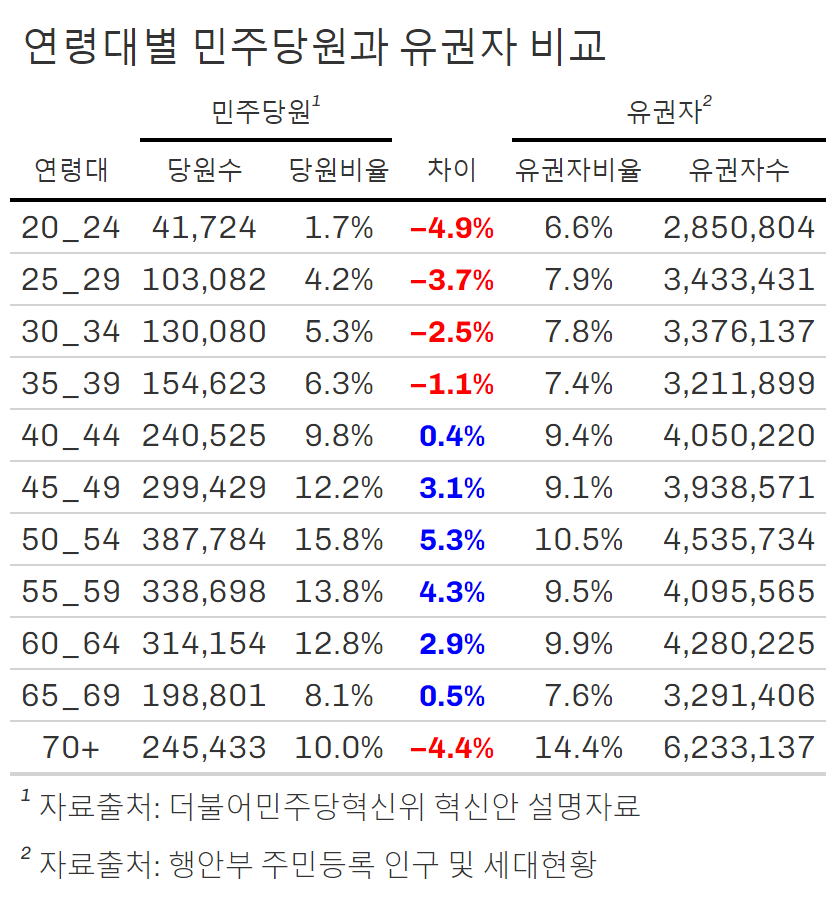 연령대별 민주당원과 유권자 비교
민주당원1 유권자2
연령대 당원수 당원비율 차이 유권자비율 유권자수
20_24 41,724 1.7% −4.9% 6.6% 2,850,804
25_29 103,082 4.2% −3.7% 7.9% 3,433,431
30_34 130,080 5.3% −2.5% 7.8% 3,376,137
35_39 154,623 6.3% −1.1% 7.4% 3,211,899
40_44 240,525 9.8% 0.4% 9.4% 4,050,220
45_49 299,429 12.2% 3.1% 9.1% 3,938,571
50_54 387,784 15.8% 5.3% 10.5% 4,535,734
55_59 338,698 13.8% 4.3% 9.5% 4,095,565
60_64 314,154 12.8% 2.9% 9.9% 4,280,225
65_69 198,801 8.1% 0.5% 7.6% 3,291,406
70+ 245,433 10.0% −4.4% 14.4% 6,233,137
1 자료출처: 더불어민주당혁신위 혁신안 설명자료
2 자료출처: 행안부 주민등록 인구 및 세대현황